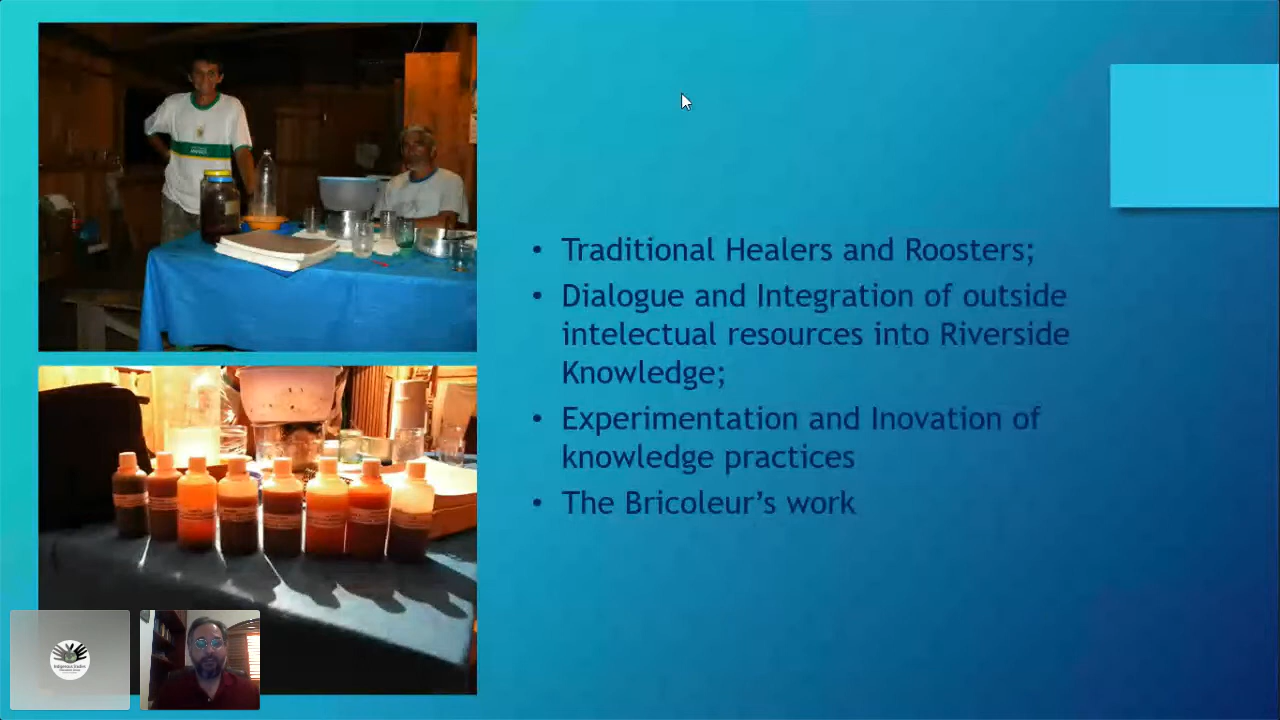 • Traditional Healers and Roosters;
• Dialogue and Integration of outside
intelectual resources into Riverside
Knowledge;
• Experimentation and Inovation of
knowledge practices
• The Bricoleur's work